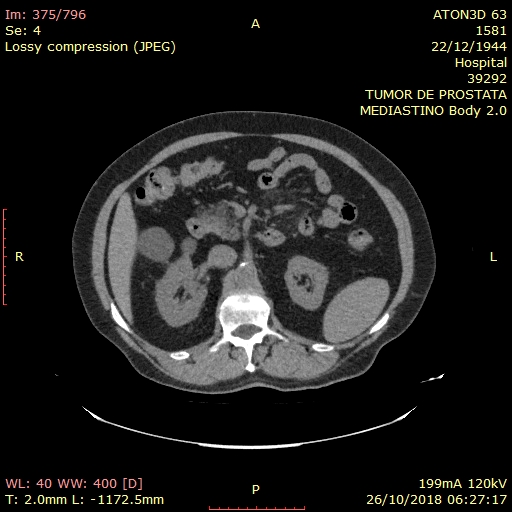 Im: 375/796
Se: 4
Lossy compression (JPEG)
A
ATON3D 63
1581
22/12/1944
Hospital
39292
TUMOR DE PROSTATA
MEDIASTINO Body 2.0
R
L
WL: 40 WW: 400 [D]
T: 2.0mm L: -1172.5mm
P
199mA 120kV
26/10/2018 06:27:17